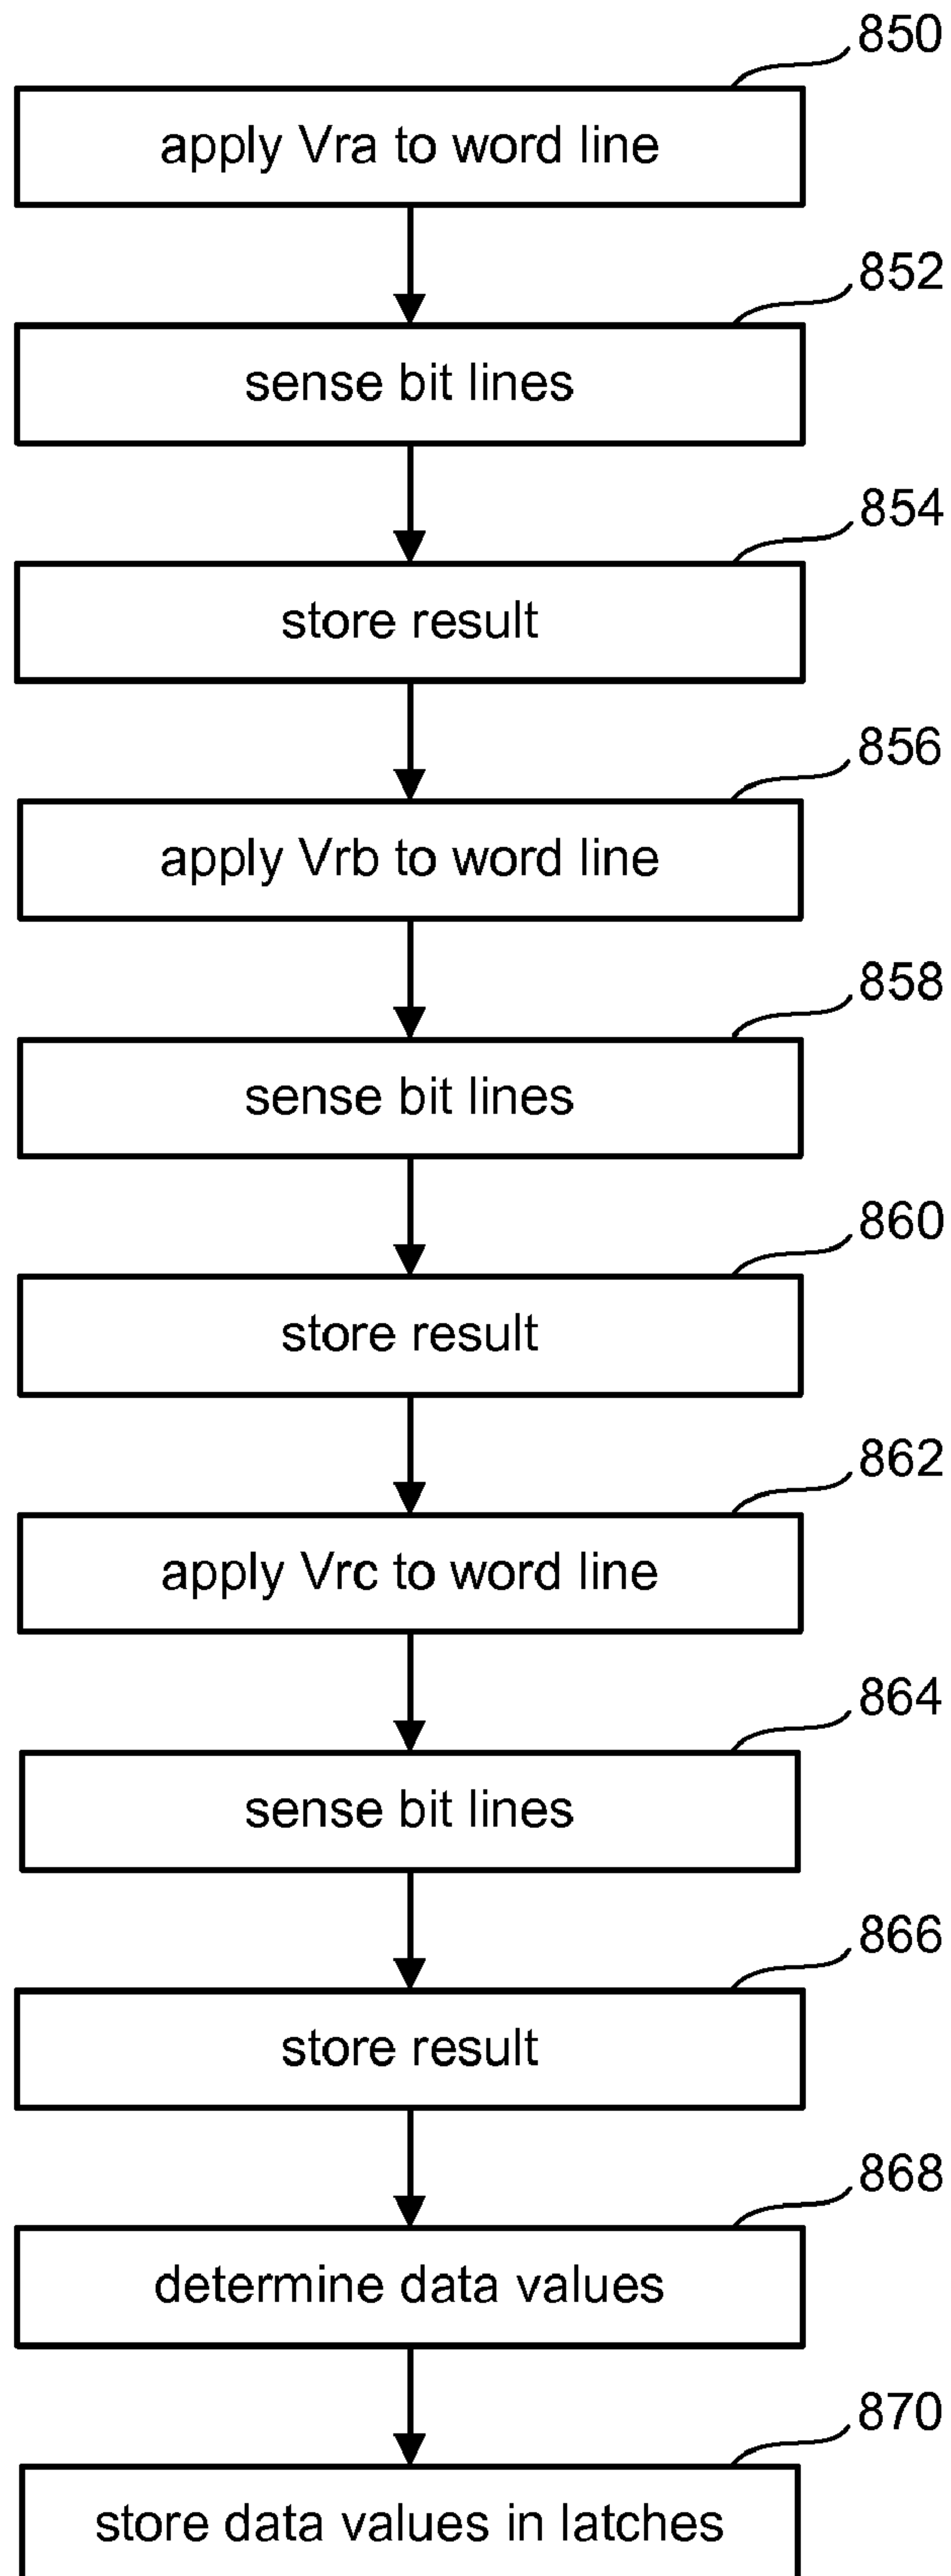 850
apply Vra to word line
852
sense bit lines
854
store result
856
apply Vrb to word line
858
sense bit lines
860
store result
862
apply Vrc to word line
864
sense bit lines
866
store result
868
determine data values
870
store data values in latches